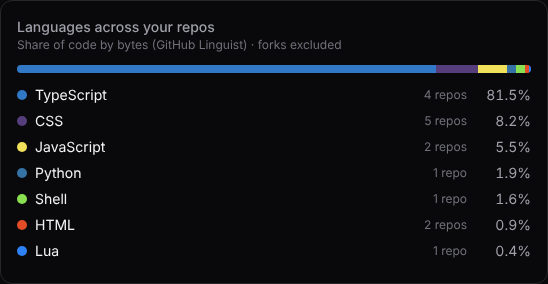 Languages across your repos
Share of code by bytes (GitHub Linguist) · forks excluded
TypeScript 4 repos 81.5%
CSS 5 repos 8.2%
JavaScript 2 repos 5.5%
Python 1 repo 1.9%
Shell 1 repo 1.6%
HTML 2 repos 0.9%
Lua 1 repo 0.4%